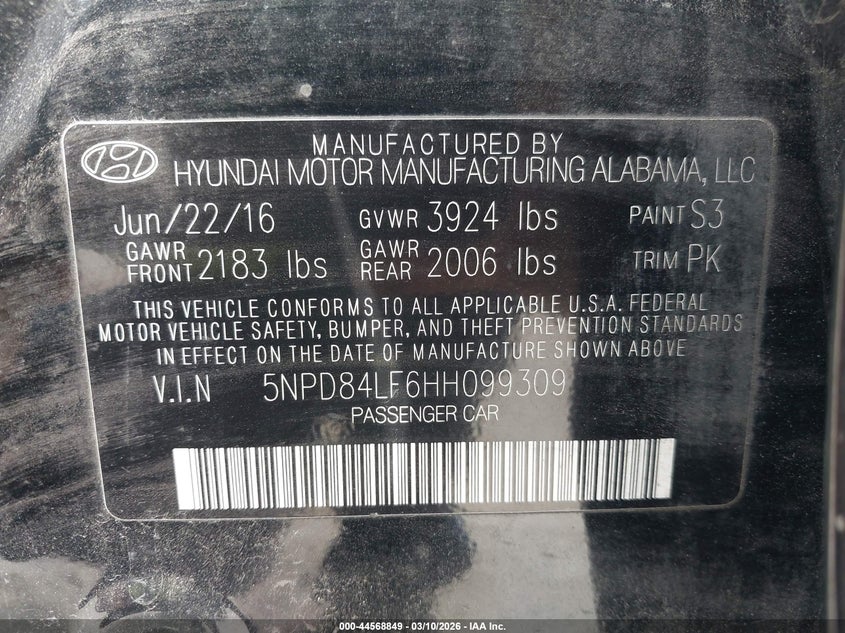 MANUFACTURED BY
HYUNDAI MOTOR MANUFACTURING ALABAMA, LLC
Jun/22/16 GVWR 3924 lbs PAINT S3
GAWR FRONT 2183 lbs GAWR REAR 2006 lbs TRIM PK
THIS VEHICLE CONFORMS TO ALL APPLICABLE U.S.A. FEDERAL
MOTOR VEHICLE SAFETY, BUMPER, AND THEFT PREVENTION STANDARDS
IN EFFECT ON THE DATE OF MANUFACTURE SHOWN ABOVE
V.I.N 5NPD84LF6HH099309
PASSENGER CAR
000-44568849 - 03/10/2026 - IAA Inc.